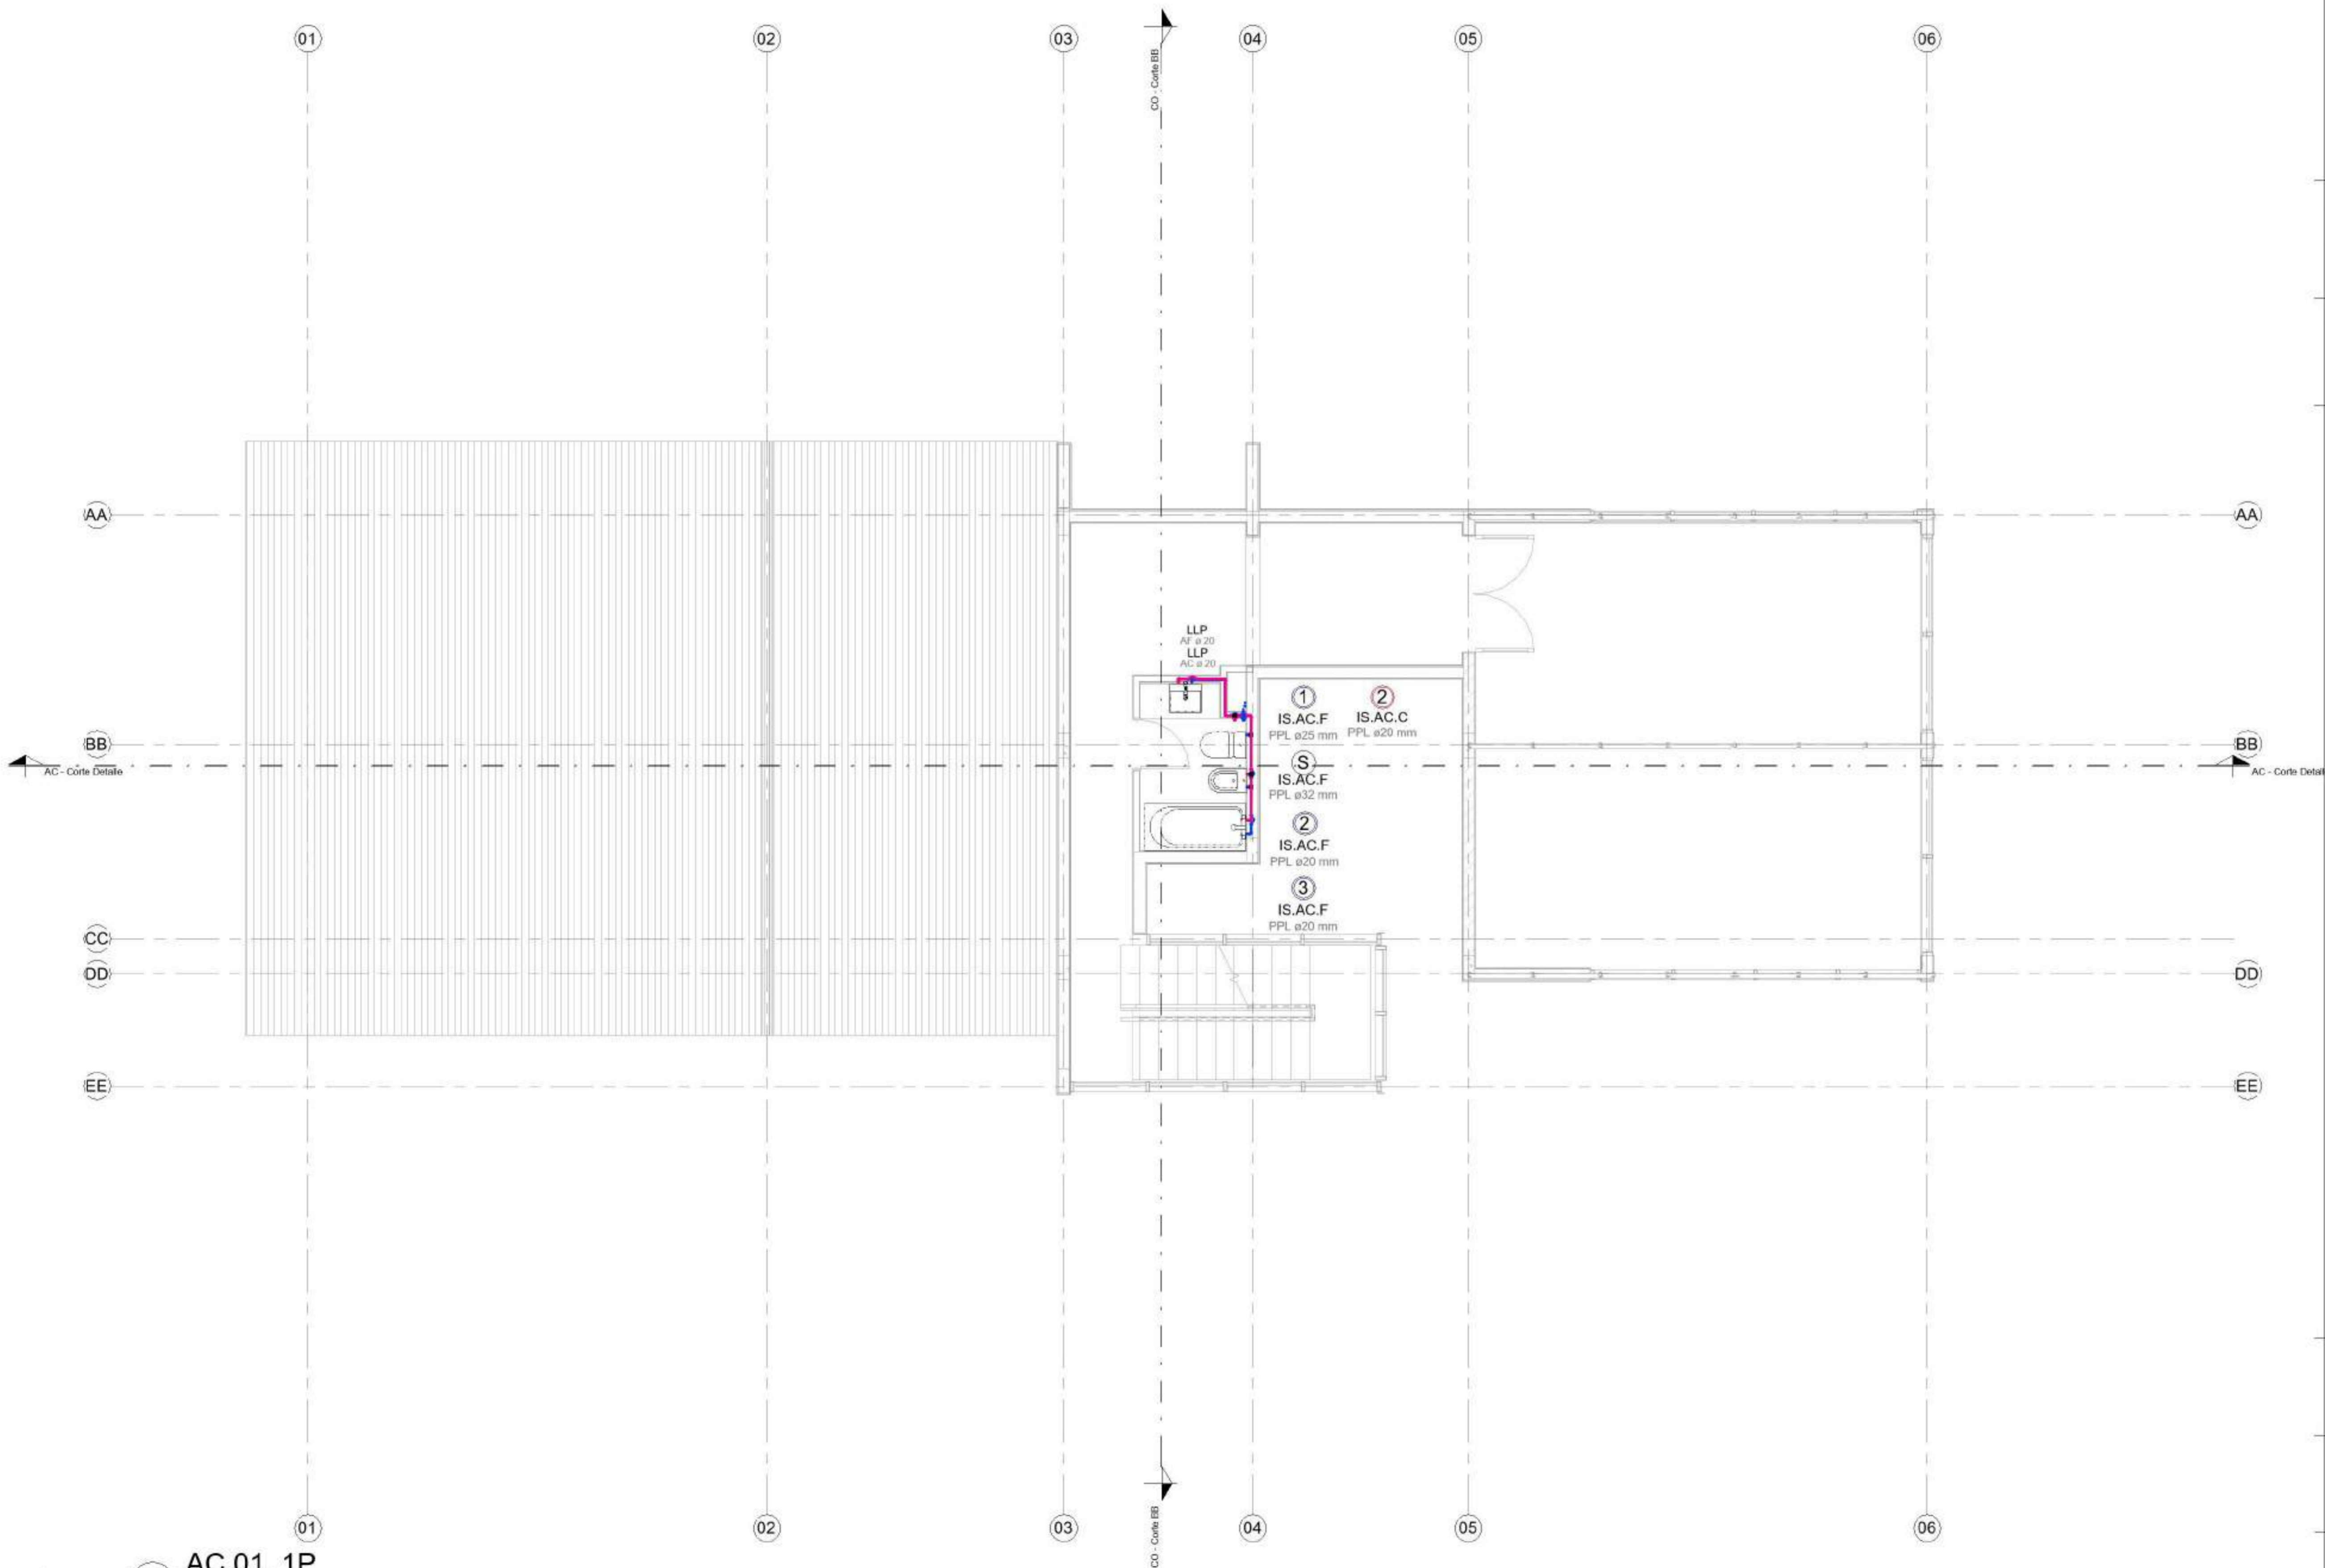 01 02 03 04 05 06
CO - Corte BB
AA AA
LLP
AF ø 20
LLP
AC ø 20
1 2
IS.AC.F IS.AC.C
PPL ø25 mm PPL ø20 mm
BB BB
S
AC - Corte Detalle AC - Corte Detall
IS.AC.F
PPL ø32 mm
2
IS.AC.F
PPL ø20 mm
3
IS.AC.F
PPL ø20 mm
CC
DD DD
EE EE
01 02 03 04 05 06
CO - Corte BB
AC 01 1P